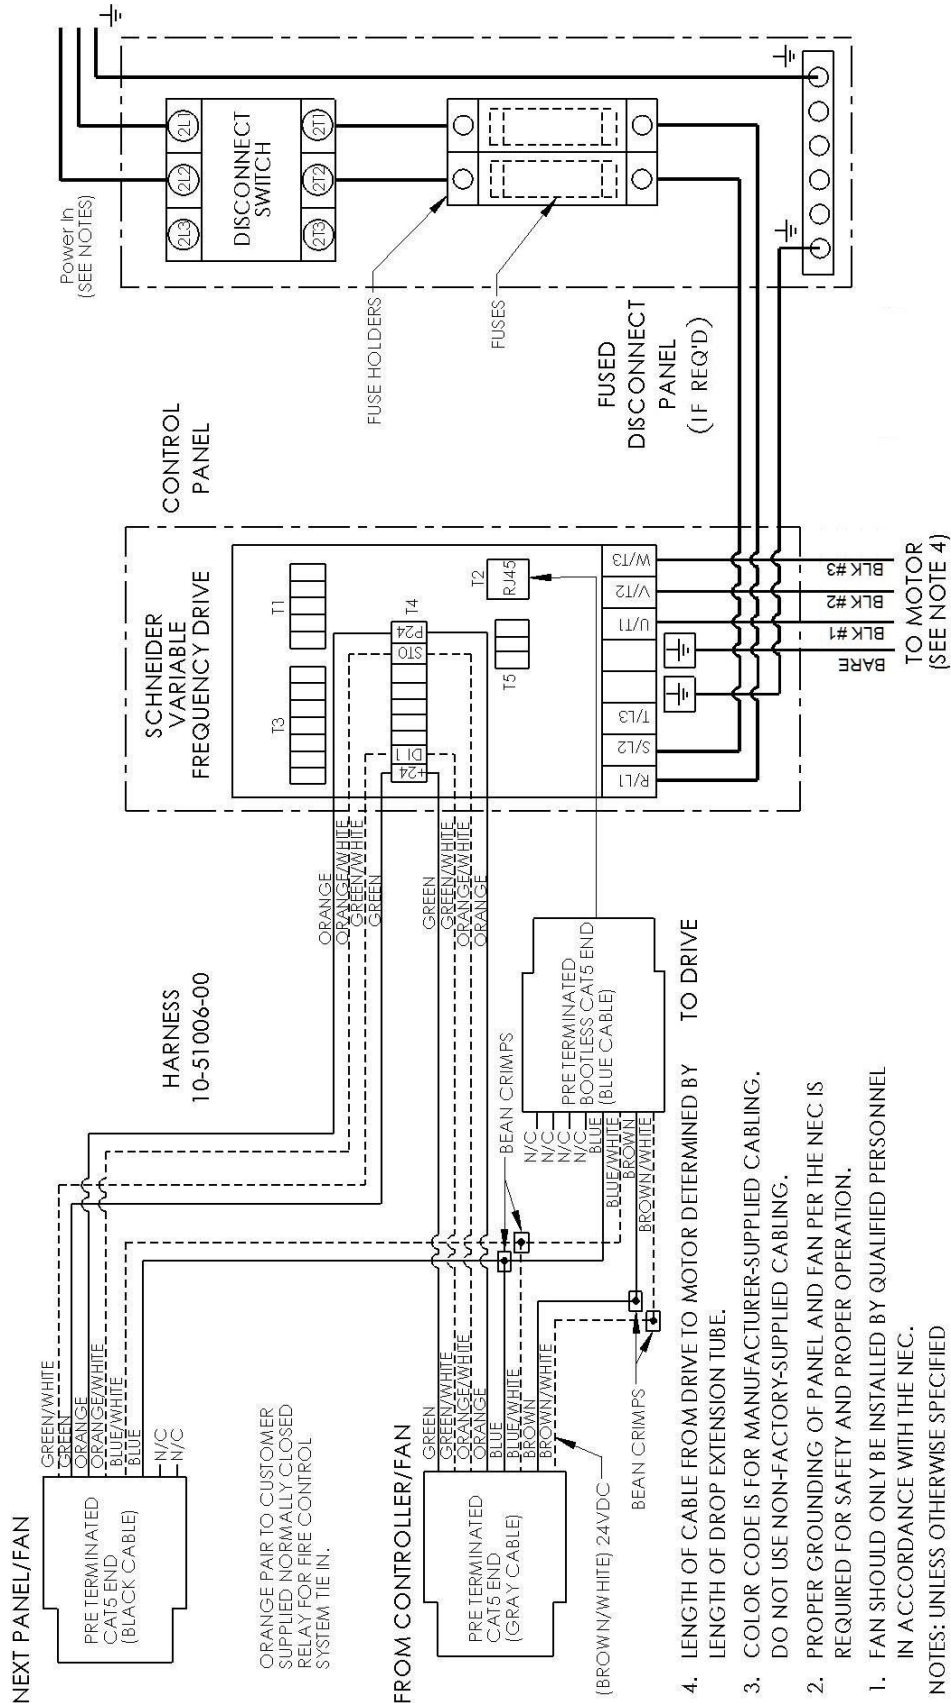 NEXT PANEL/FAN
PRETERMINATED
CAT5 END
(BLACK CABLE)
GREEN/WHITE
GREEN
ORANGE
ORANGE/WHITE
BLUE/WHITE
BLUE
N/C
N/C
ORANGE PAIR TO CUSTOMER
SUPPLIED NORMALLY CLOSED
RELAY FOR FIRE CONTROL
SYSTEM TIE IN.
FROM CONTROLLER/FAN
PRETERMINATED
CAT5 END
(GRAY CABLE)
GREEN
GREEN/WHITE
ORANGE/WHITE
ORANGE
BLUE
BLUE/WHITE
BROWN
BROWN/WHITE
(BROWN/WHITE) 24VDC
BEAN CRIMPS
HARNESS
10-51006-00
BEAN CRIMPS
N/C
N/C
N/C
N/C
BLUE
BLUE/WHITE
BROWN
BROWN/WHITE
PRETERMINATED
BOOTLESS CAT5 END
(BLUE CABLE)
TO DRIVE
ORANGE
ORANGE/WHITE
GREEN/WHITE
GREEN
GREEN
GREEN/WHITE
ORANGE/WHITE
ORANGE
CONTROL
PANEL
SCHNEIDER
VARIABLE
FREQUENCY DRIVE
T3
T1
T4
+24
DI1
STO
P24
T5
T2
RJ45
R/L1
S/L2
T/L3
U/T1
V/T2
W/T3
BARE
BLK #1
BLK #2
BLK #3
TO MOTOR
(SEE NOTE 4)
Power In
(SEE NOTES)
2L3
2L2
2L1
DISCONNECT
SWITCH
2T3
2T2
2T1
FUSE HOLDERS
FUSES
FUSED
DISCONNECT
PANEL
(IF REQ'D)
4. LENGTH OF CABLE FROM DRIVE TO MOTOR DETERMINED BY
LENGTH OF DROP EXTENSION TUBE.
3. COLOR CODE IS FOR MANUFACTURER-SUPPLIED CABLING.
DO NOT USE NON-FACTORY-SUPPLIED CABLING.
2. PROPER GROUNDING OF PANEL AND FAN PER THE NEC IS
REQUIRED FOR SAFETY AND PROPER OPERATION.
1. FAN SHOULD ONLY BE INSTALLED BY QUALIFIED PERSONNEL
IN ACCORDANCE WITH THE NEC.
NOTES: UNLESS OTHERWISE SPECIFIED